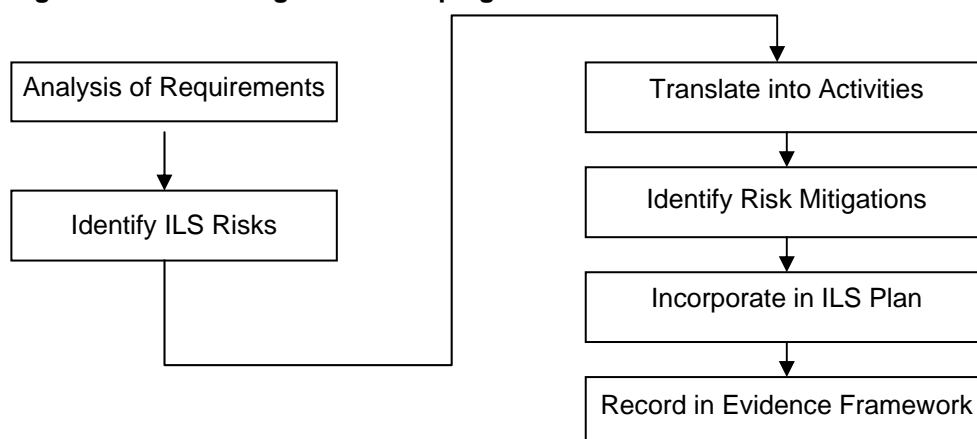 Analysis of Requirements
Identify ILS Risks
Translate into Activities
Identify Risk Mitigations
Incorporate in ILS Plan
Record in Evidence Framework